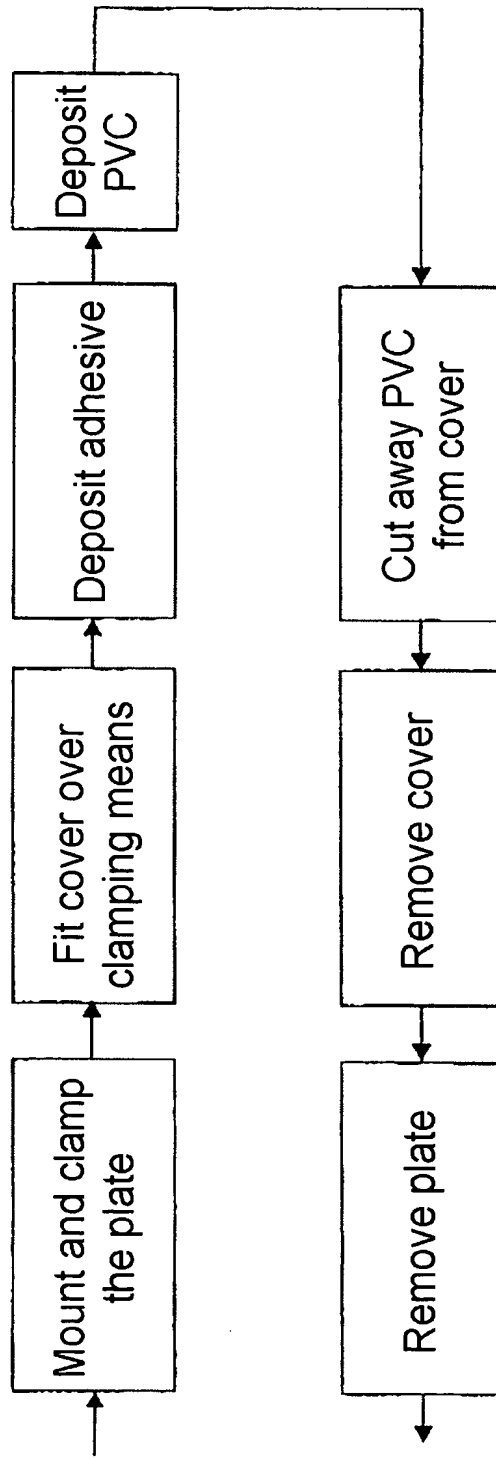 Mount and clamp
the plate
Fit cover over
clamping means
Deposit adhesive
Deposit
PVC
Cut away PVC
from cover
Remove cover
Remove plate